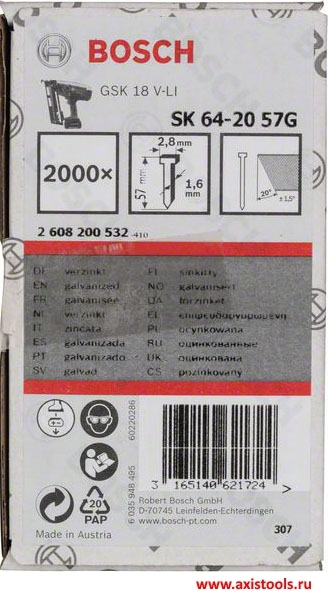 BOSCH
GSK 18 V-LI
SK 64-20 57G
2000×
2,8mm
57 mm
1,6 mm
20°
± 1,5°
2 608 200 532 -410
DE verzinkt
EN galvanized
FR galvanisée
NL verzinkt
IT zincata
ES galvanizada
PT galvanizado
SV galvad
FI sinkitty
NO galvanisert
PL ocynkowana
RU оцинкованные
UK оцинкована
CS pozinkovaný
60220286
6 035 948 495
20
PAP
Made in Austria
3 165140 621724
Robert Bosch GmbH
D-70745 Leinfelden-Echterdingen
www.bosch-pt.com
307
www.axistools.ru